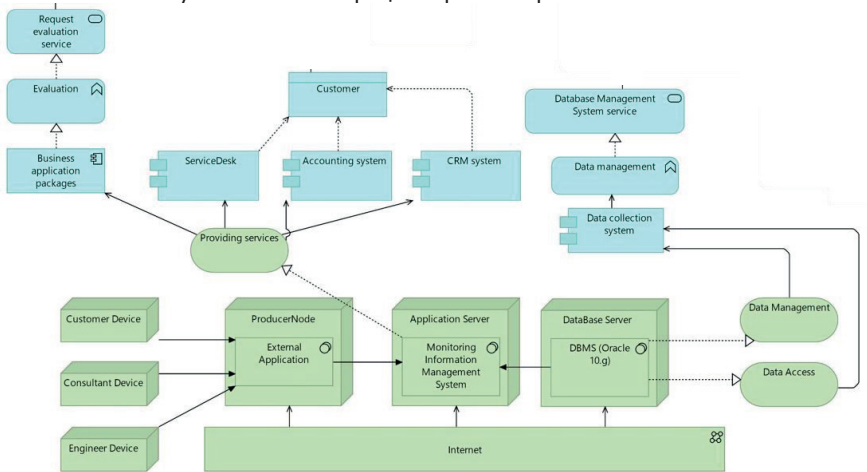 Request
evaluation
service
Evaluation
Business
application
packages
Customer
ServiceDesk
Accounting system
CRM system
Database Management
System service
Data management
Data collection
system
Providing services
Customer Device
Consultant Device
Engineer Device
ProducerNode
External
Application
Application Server
Monitoring
Information
Management
System
DataBase Server
DBMS (Oracle
10.g)
Data Management
Data Access
Internet